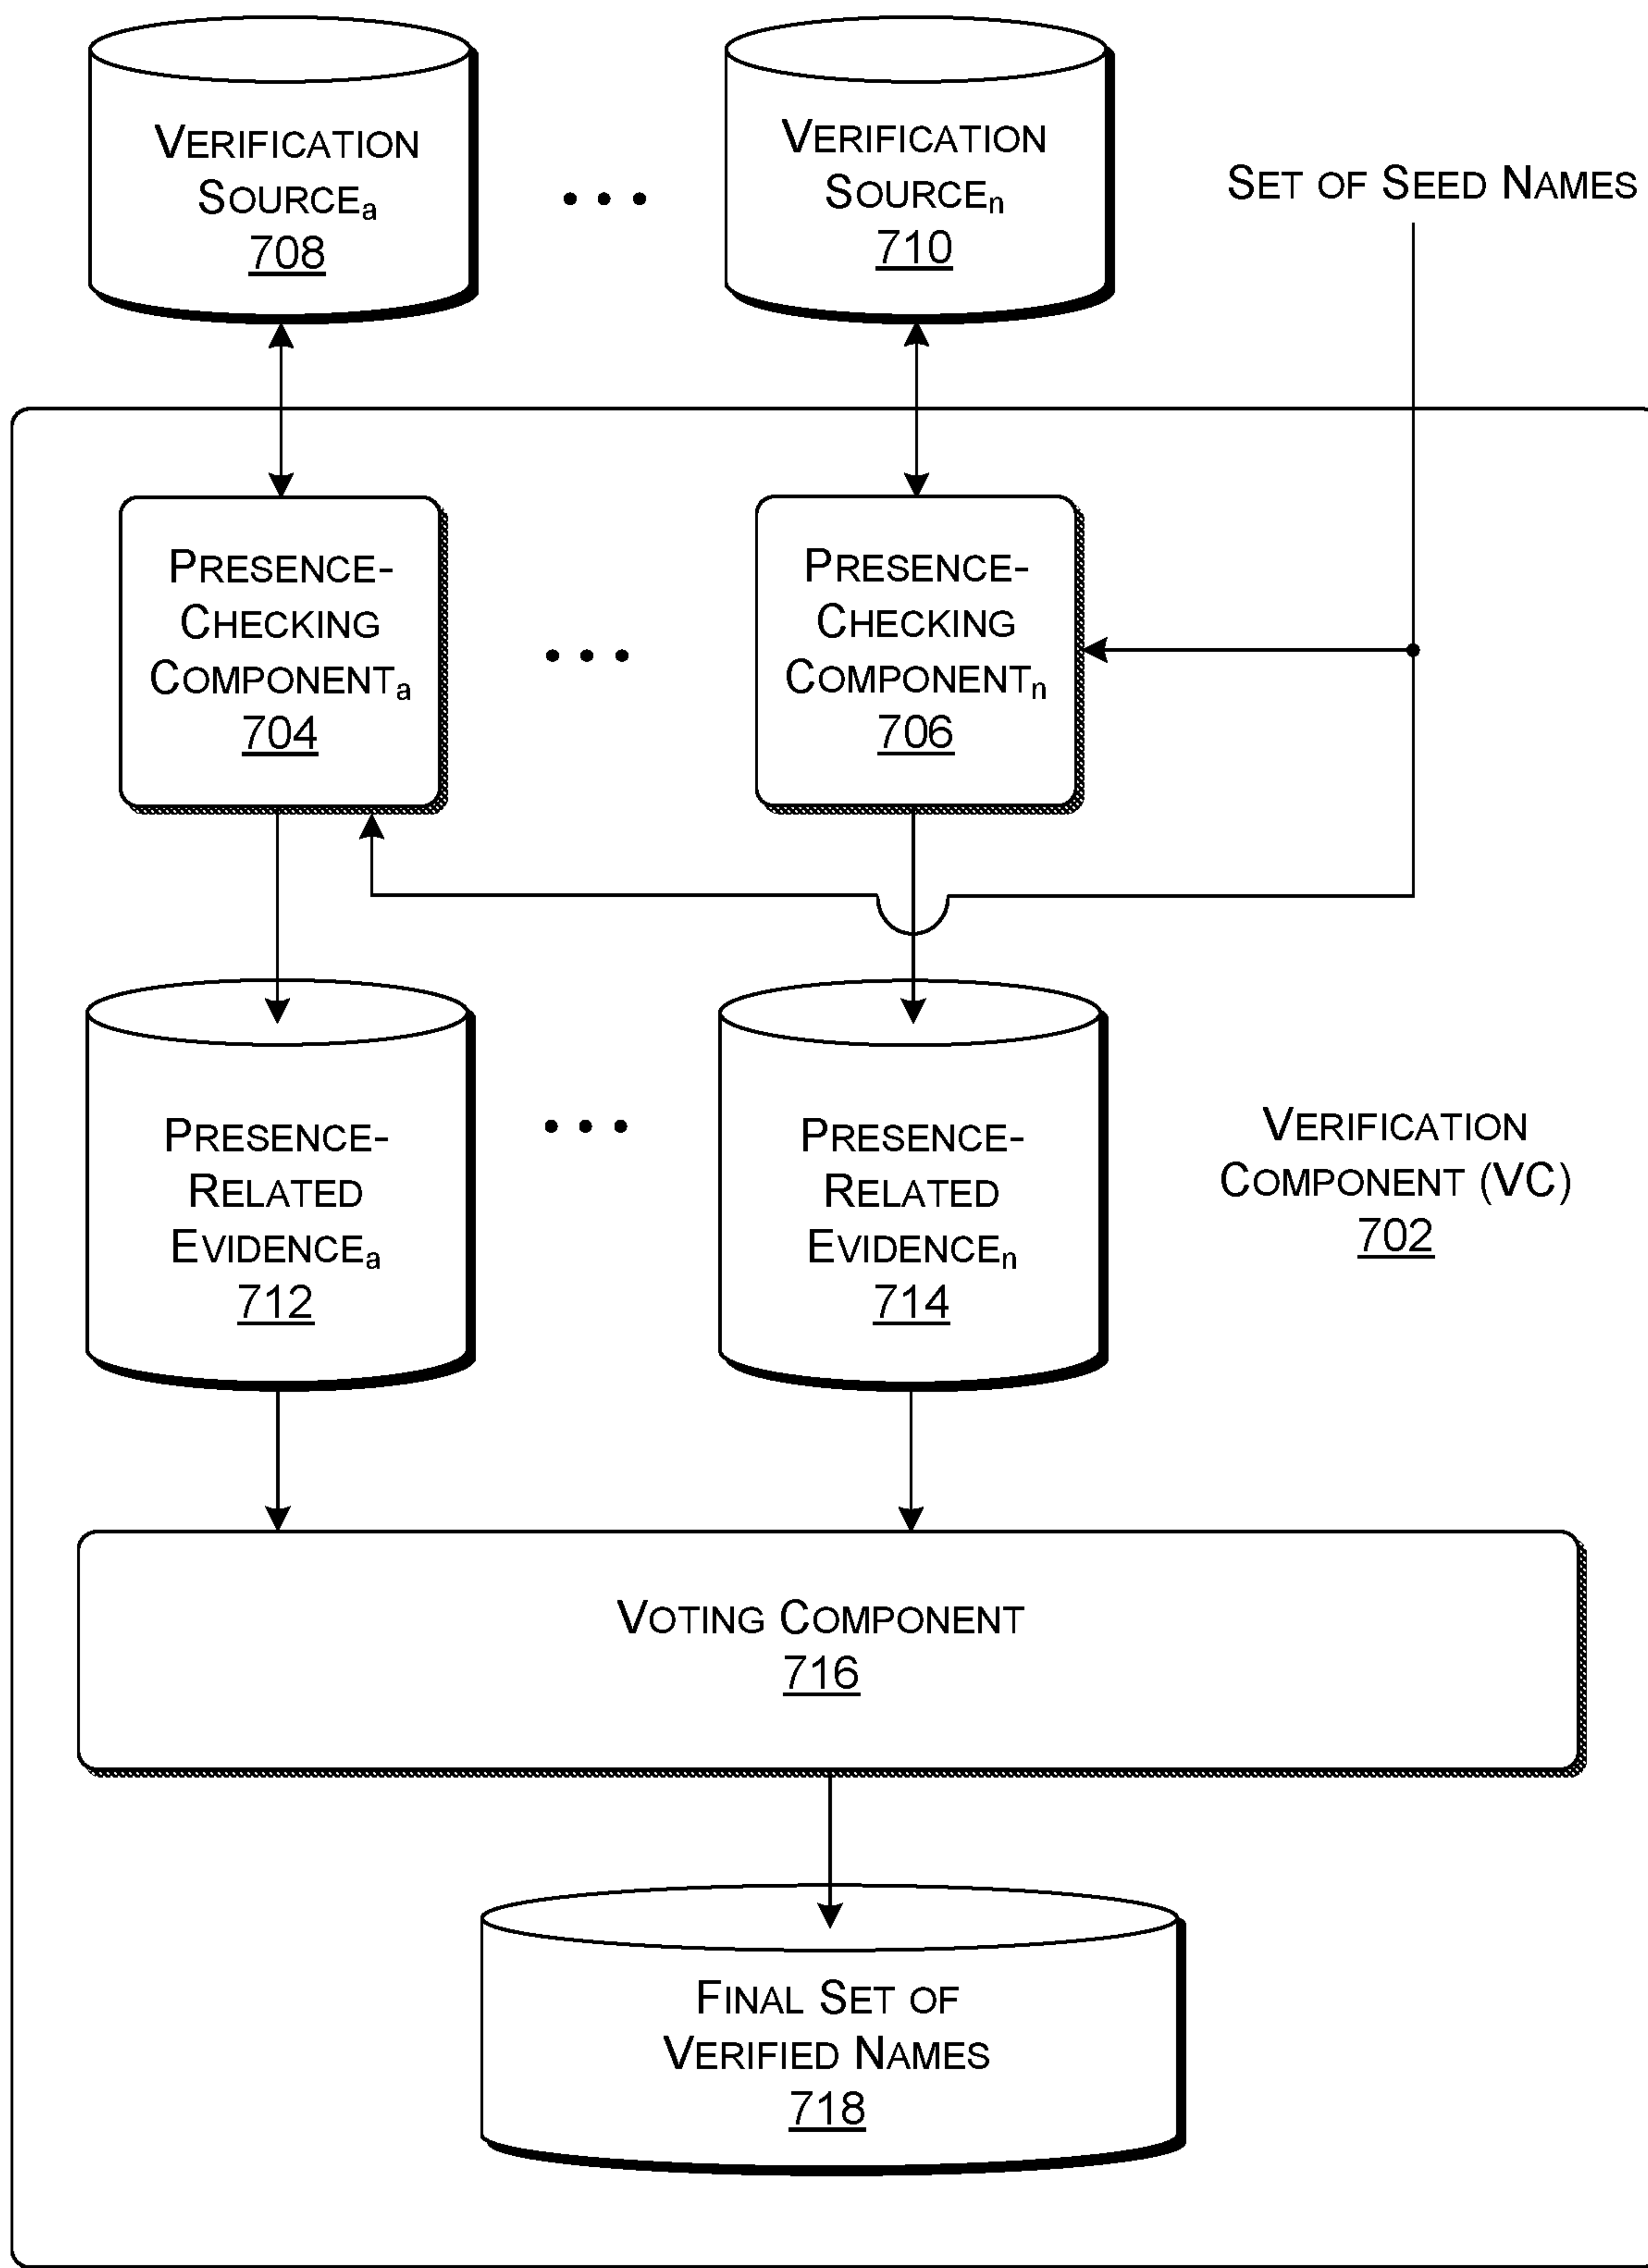 VERIFICATION
SOURCEa
708
VERIFICATION
SOURCEn
710
SET OF SEED NAMES
PRESENCE-
CHECKING
COMPONENTa
704
PRESENCE-
CHECKING
COMPONENTn
706
PRESENCE-
RELATED
EVIDENCEa
712
PRESENCE-
RELATED
EVIDENCEn
714
VERIFICATION
COMPONENT (VC)
702
VOTING COMPONENT
716
FINAL SET OF
VERIFIED NAMES
718